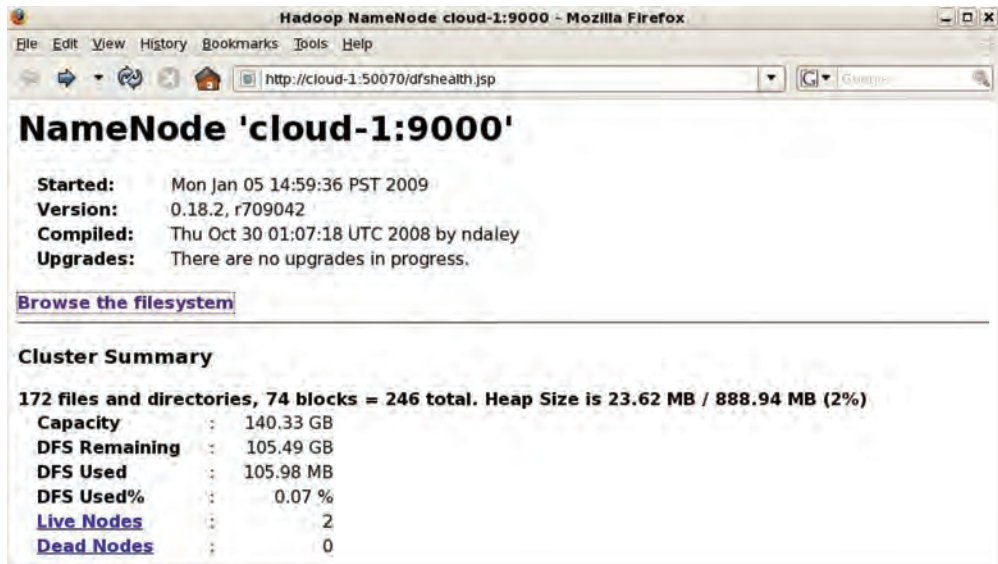 Hadoop NameNode cloud-1:9000 - Mozilla Firefox
File Edit View History Bookmarks Tools Help
http://cloud-1:50070/dfshealth.jsp G
NameNode 'cloud-1:9000'
Started: Mon Jan 05 14:59:36 PST 2009
Version: 0.18.2, r709042
Compiled: Thu Oct 30 01:07:18 UTC 2008 by ndaley
Upgrades: There are no upgrades in progress.
Browse the filesystem
Cluster Summary
172 files and directories, 74 blocks = 246 total. Heap Size is 23.62 MB / 888.94 MB (2%)
Capacity : 140.33 GB
DFS Remaining : 105.49 GB
DFS Used : 105.98 MB
DFS Used% : 0.07 %
Live Nodes : 2
Dead Nodes : 0